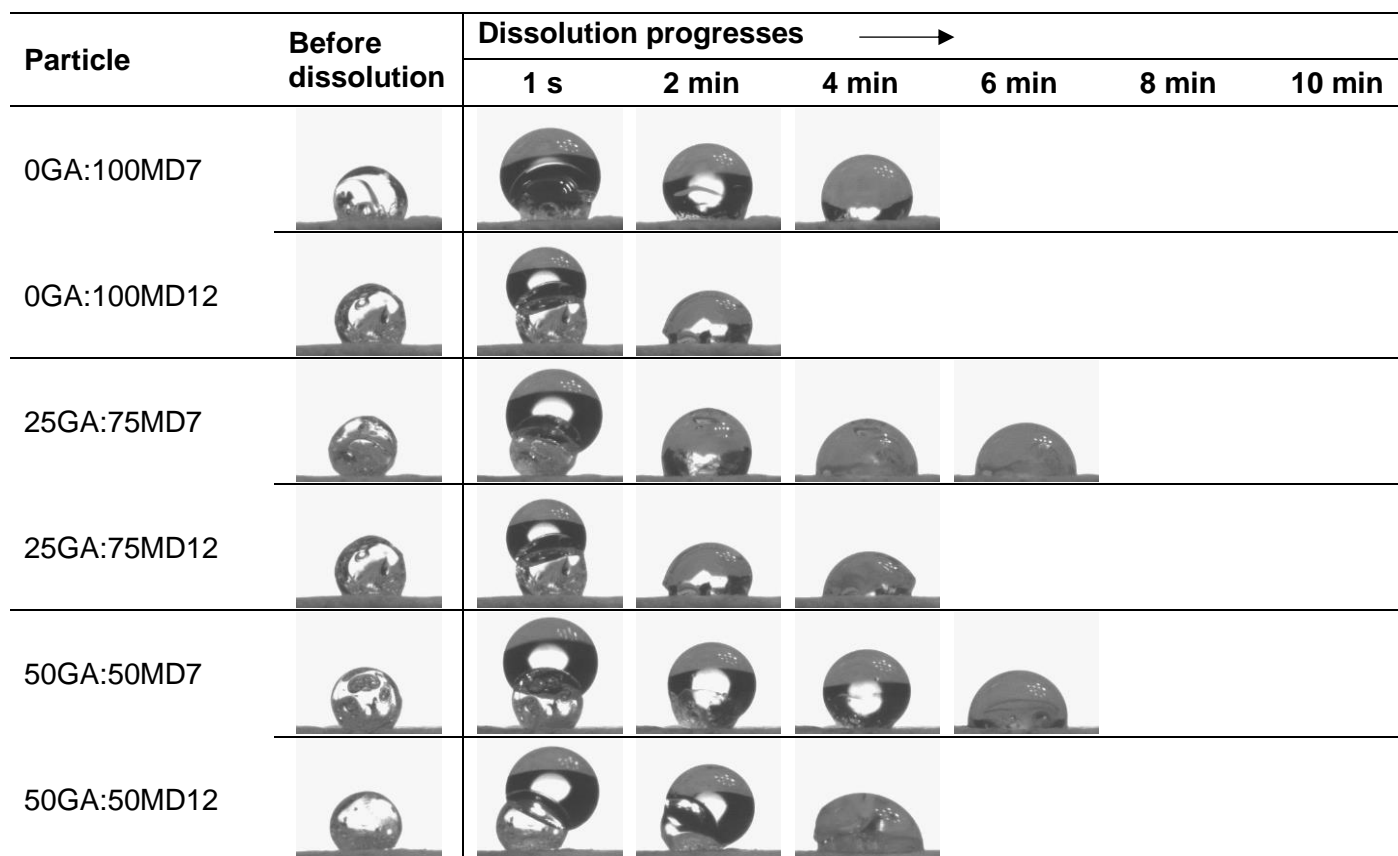 Particle
Before
dissolution
Dissolution progresses
1 s 2 min 4 min 6 min 8 min 10 min
0GA:100MD7
0GA:100MD12
25GA:75MD7
25GA:75MD12
50GA:50MD7
50GA:50MD12